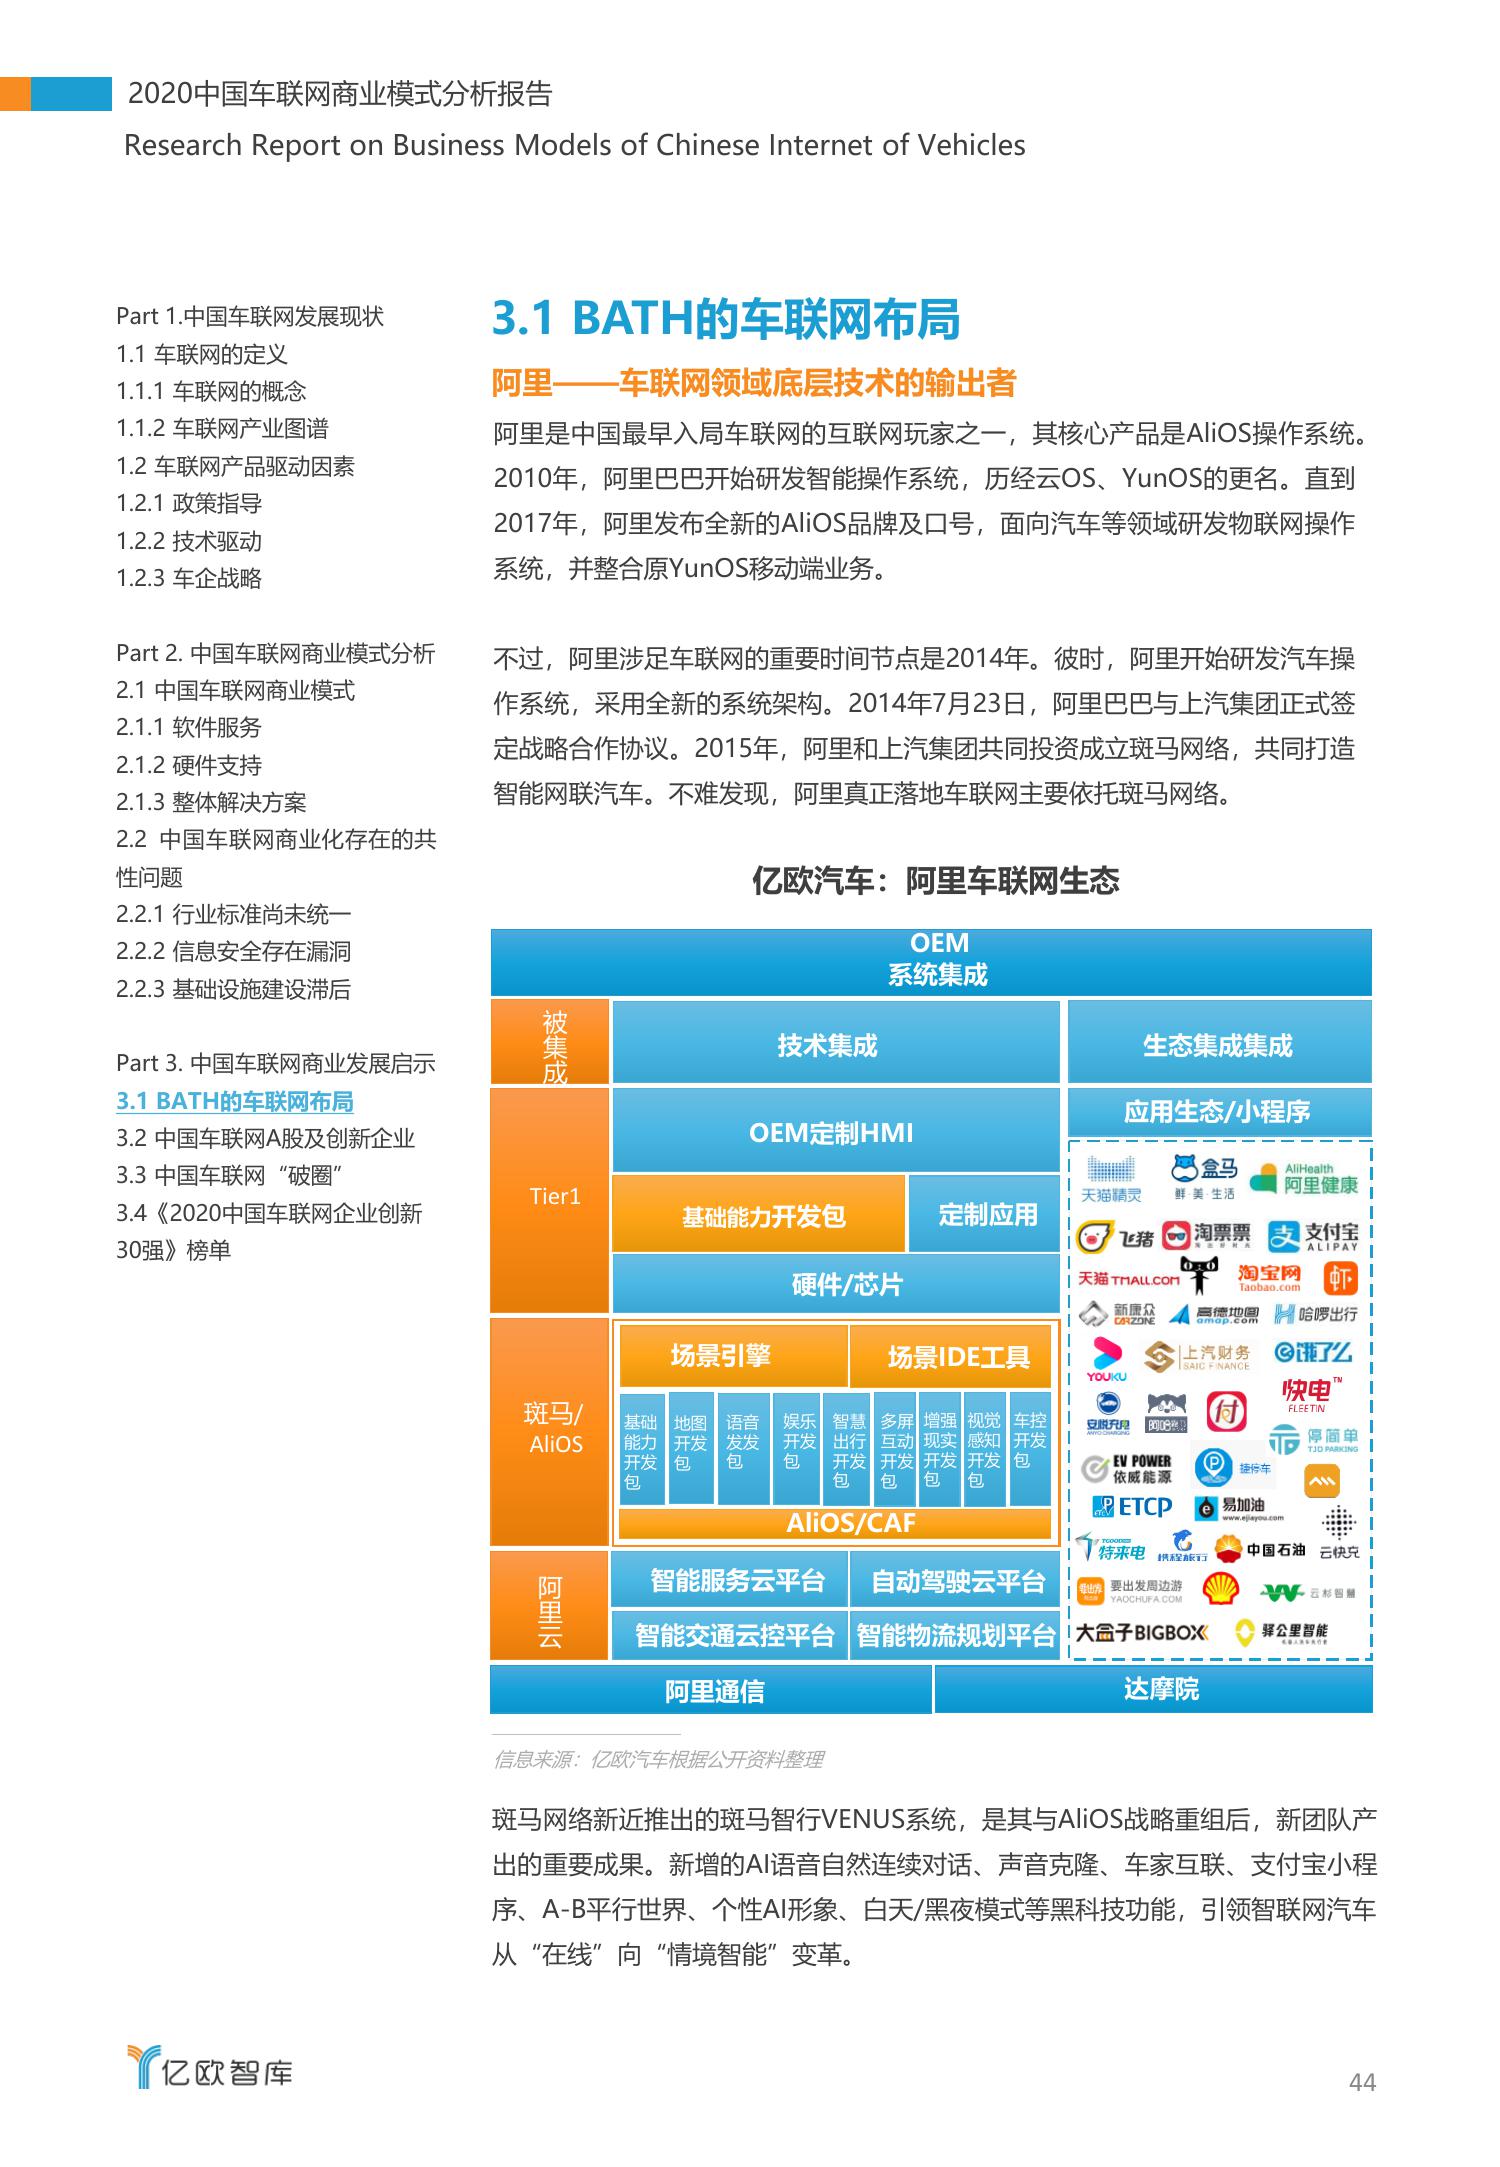 2020中国车联网商业模式分析报告
Research Report on Business Models of Chinese Internet of Vehicles
Part 1.中国车联网发展现状
1.1 车联网的定义
1.1.1 车联网的概念
1.1.2 车联网产业图谱
1.2 车联网产品驱动因素
1.2.1 政策指导
1.2.2 技术驱动
1.2.3 车企战略
Part 2. 中国车联网商业模式分析
2.1 中国车联网商业模式
2.1.1 软件服务
2.1.2 硬件支持
2.1.3 整体解决方案
2.2 中国车联网商业化存在的共
性问题
2.2.1 行业标准尚未统一
2.2.2 信息安全存在漏洞
2.2.3 基础设施建设滞后
Part 3. 中国车联网商业发展启示
3.1 BATH的车联网布局
3.2 中国车联网A股及创新企业
3.3 中国车联网“破圈”
3.4《2020中国车联网企业创新
30强》榜单
3.1 BATH的车联网布局
阿里——车联网领域底层技术的输出者
阿里是中国最早入局车联网的互联网玩家之一，其核心产品是AliOS操作系统。
2010年，阿里巴巴开始研发智能操作系统，历经云OS、YunOS的更名。直到
2017年，阿里发布全新的AliOS品牌及口号，面向汽车等领域研发物联网操作
系统，并整合原YunOS移动端业务。
不过，阿里涉足车联网的重要时间节点是2014年。彼时，阿里开始研发汽车操
作系统，采用全新的系统架构。2014年7月23日，阿里巴巴与上汽集团正式签
定战略合作协议。2015年，阿里和上汽集团共同投资成立斑马网络，共同打造
智能网联汽车。不难发现，阿里真正落地车联网主要依托斑马网络。
亿欧汽车：阿里车联网生态
OEM
系统集成
被集成
技术集成
生态集成集成
Tier1
OEM定制HMI
基础能力开发包
定制应用
硬件/芯片
斑马/
AliOS
场景引擎
场景IDE工具
基础能力开发包
地图开发包
语音发发包
娱乐开发包
智慧出行开发包
多屏互动开发包
增强现实开发包
视觉感知开发包
车控开发包
AliOS/CAF
阿里云
智能服务云平台
自动驾驶云平台
智能交通云控平台
智能物流规划平台
应用生态/小程序
天猫精灵
盒马
鲜·美·生活
AliHealth
阿里健康
飞猪
淘票票
支付宝
ALIPAY
天猫 TMALL.COM
淘宝网
Taobao.com
虾
新康众
CARZONE
高德地图
amap.com
哈啰出行
YOUKU
上汽财务
SAIC FINANCE
饿了么
安悦充电
ANYO CHARGING
付
快电™
FLEETIN
停简单
TJD PARKING
EV POWER
依威能源
捷停车
ETCP
易加油
www.ejiayou.com
特来电
携程旅行
中国石油
云快充
要出发周边游
YAOCHUFA.COM
云杉智慧
大盒子BIGBOX
驿公里智能
阿里通信
达摩院
信息来源：亿欧汽车根据公开资料整理
斑马网络新近推出的斑马智行VENUS系统，是其与AliOS战略重组后，新团队产
出的重要成果。新增的AI语音自然连续对话、声音克隆、车家互联、支付宝小程
序、A-B平行世界、个性AI形象、白天/黑夜模式等黑科技功能，引领智联网汽车
从“在线”向“情境智能”变革。
亿欧智库
44